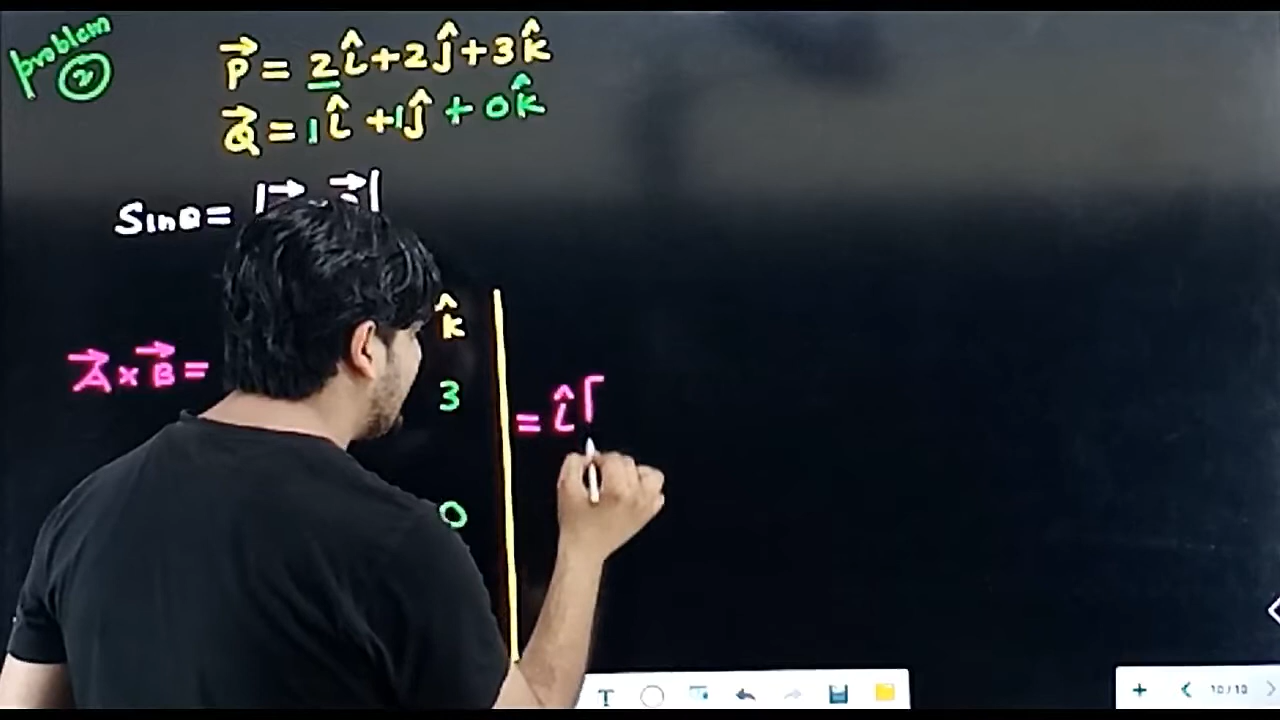 problem
2
P⃗ = 2î + 2ĵ + 3k̂
Q⃗ = 1î + 1ĵ + 0k̂
Sinθ =
k̂
A⃗ × B⃗ =
3
= î [
0
T
10/10